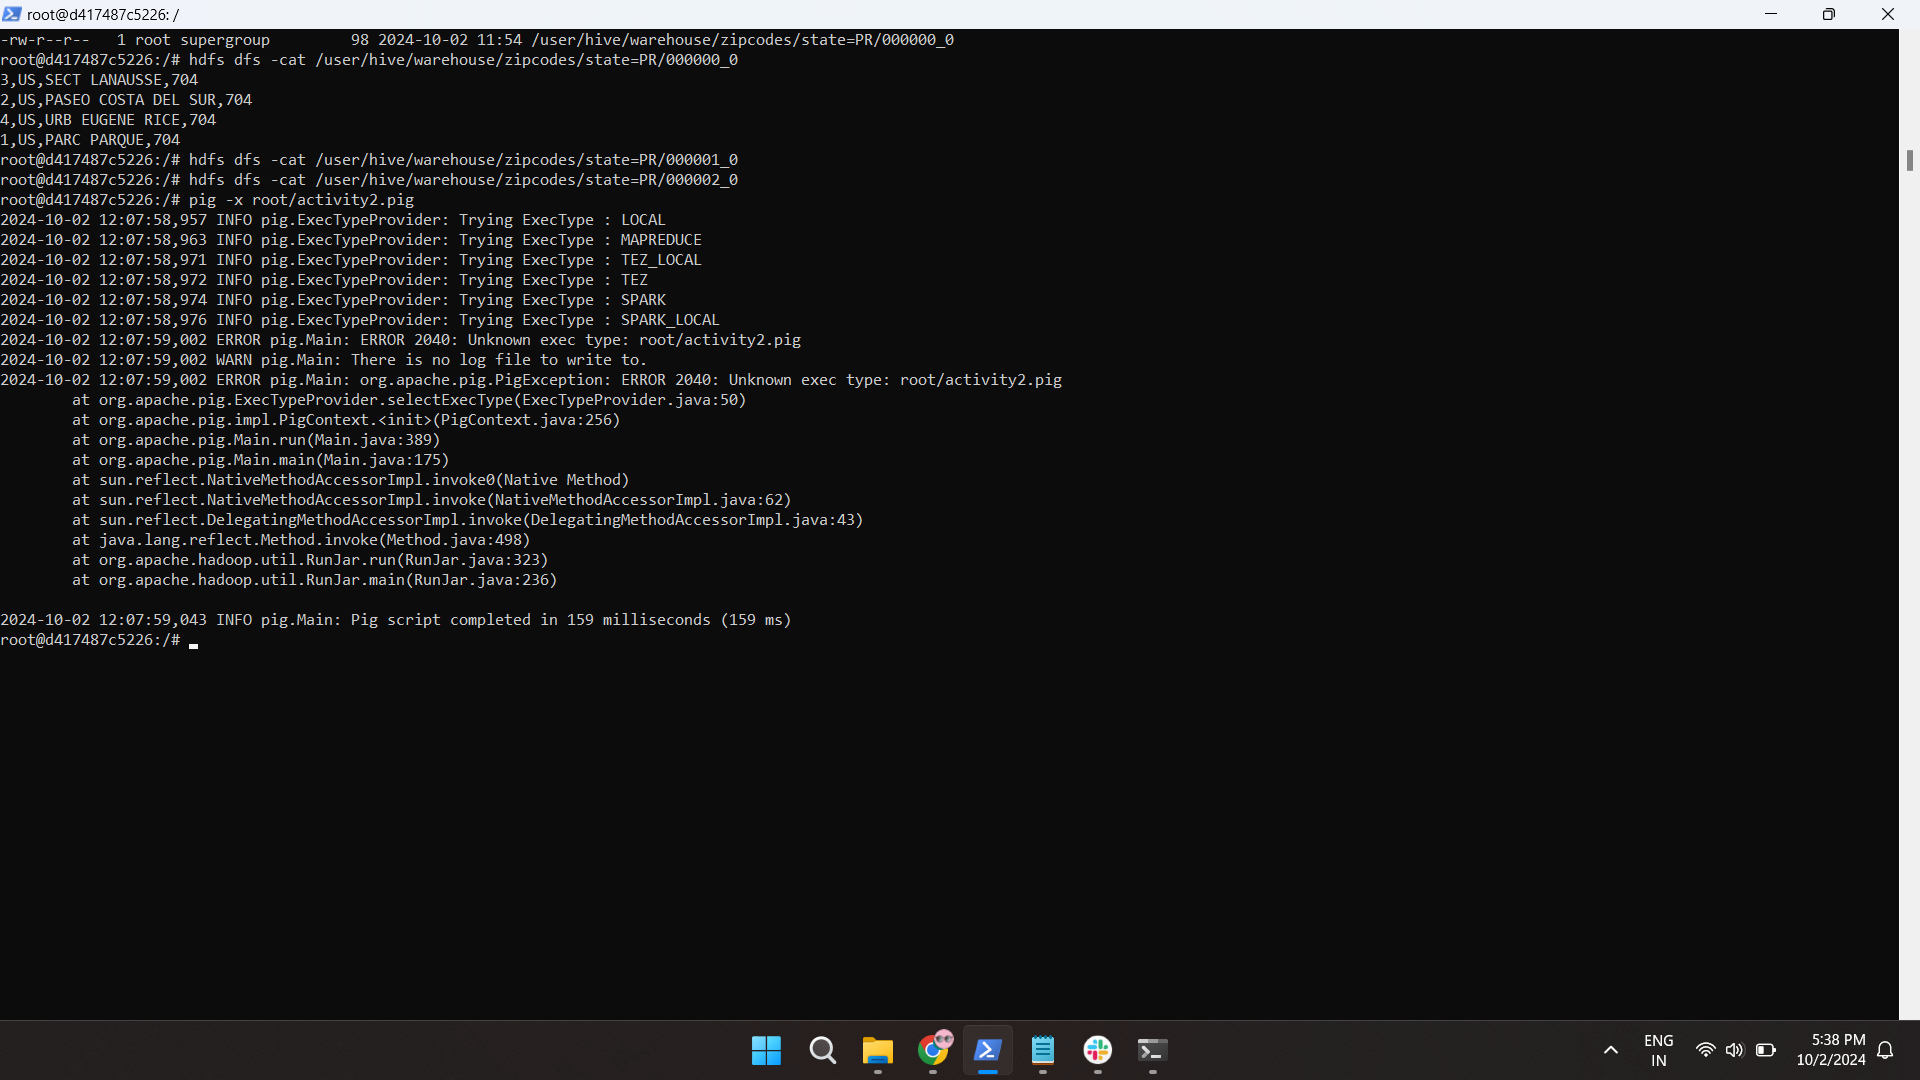 root@d417487c5226: /
-rw-r--r--   1 root supergroup         98 2024-10-02 11:54 /user/hive/warehouse/zipcodes/state=PR/000000_0
root@d417487c5226:/# hdfs dfs -cat /user/hive/warehouse/zipcodes/state=PR/000000_0
3,US,SECT LANAUSSE,704
2,US,PASEO COSTA DEL SUR,704
4,US,URB EUGENE RICE,704
1,US,PARC PARQUE,704
root@d417487c5226:/# hdfs dfs -cat /user/hive/warehouse/zipcodes/state=PR/000001_0
root@d417487c5226:/# hdfs dfs -cat /user/hive/warehouse/zipcodes/state=PR/000002_0
root@d417487c5226:/# pig -x root/activity2.pig
2024-10-02 12:07:58,957 INFO pig.ExecTypeProvider: Trying ExecType : LOCAL
2024-10-02 12:07:58,963 INFO pig.ExecTypeProvider: Trying ExecType : MAPREDUCE
2024-10-02 12:07:58,971 INFO pig.ExecTypeProvider: Trying ExecType : TEZ_LOCAL
2024-10-02 12:07:58,972 INFO pig.ExecTypeProvider: Trying ExecType : TEZ
2024-10-02 12:07:58,974 INFO pig.ExecTypeProvider: Trying ExecType : SPARK
2024-10-02 12:07:58,976 INFO pig.ExecTypeProvider: Trying ExecType : SPARK_LOCAL
2024-10-02 12:07:59,002 ERROR pig.Main: ERROR 2040: Unknown exec type: root/activity2.pig
2024-10-02 12:07:59,002 WARN pig.Main: There is no log file to write to.
2024-10-02 12:07:59,002 ERROR pig.Main: org.apache.pig.PigException: ERROR 2040: Unknown exec type: root/activity2.pig
        at org.apache.pig.ExecTypeProvider.selectExecType(ExecTypeProvider.java:50)
        at org.apache.pig.impl.PigContext.<init>(PigContext.java:256)
        at org.apache.pig.Main.run(Main.java:389)
        at org.apache.pig.Main.main(Main.java:175)
        at sun.reflect.NativeMethodAccessorImpl.invoke0(Native Method)
        at sun.reflect.NativeMethodAccessorImpl.invoke(NativeMethodAccessorImpl.java:62)
        at sun.reflect.DelegatingMethodAccessorImpl.invoke(DelegatingMethodAccessorImpl.java:43)
        at java.lang.reflect.Method.invoke(Method.java:498)
        at org.apache.hadoop.util.RunJar.run(RunJar.java:323)
        at org.apache.hadoop.util.RunJar.main(RunJar.java:236)
2024-10-02 12:07:59,043 INFO pig.Main: Pig script completed in 159 milliseconds (159 ms)
root@d417487c5226:/#
ENG
IN
5:38 PM
10/2/2024